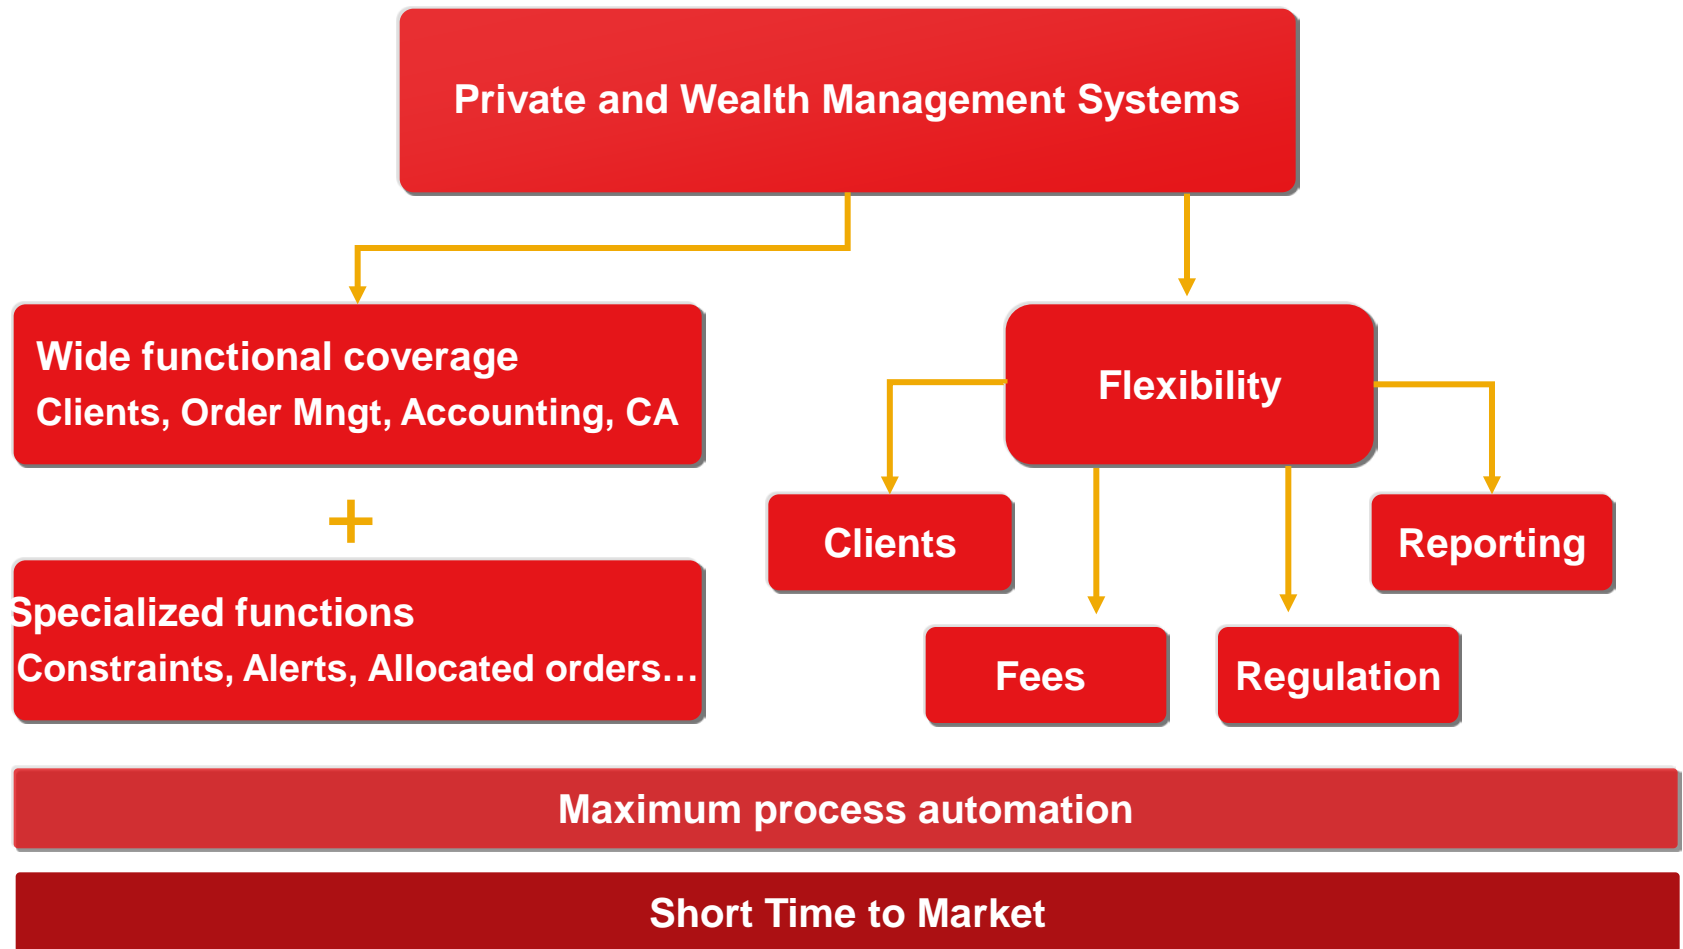 Private and Wealth Management Systems
Wide functional coverage
Clients, Order Mngt, Accounting, CA
+
Specialized functions
Constraints, Alerts, Allocated orders…
Flexibility
Clients
Reporting
Fees
Regulation
Maximum process automation
Short Time to Market